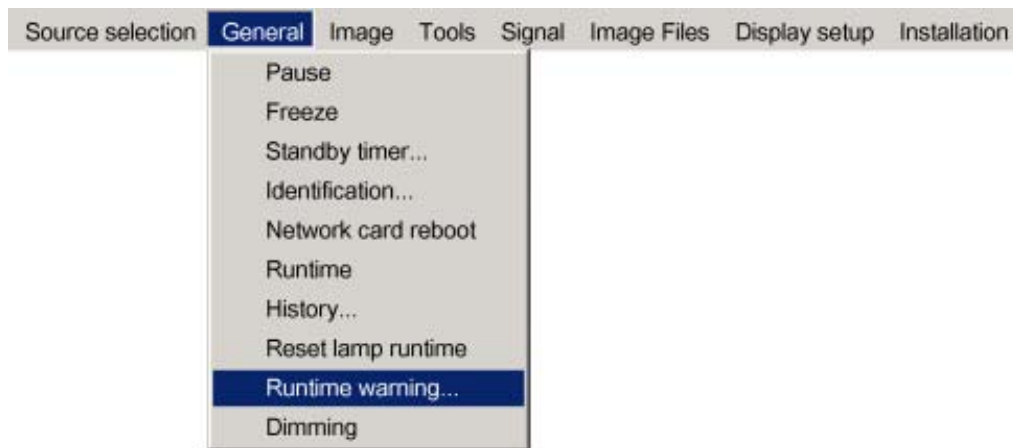 Source selection General Image Tools Signal Image Files Display setup Installation
Pause
Freeze
Standby timer...
Identification...
Network card reboot
Runtime
History...
Reset lamp runtime
Runtime warning...
Dimming